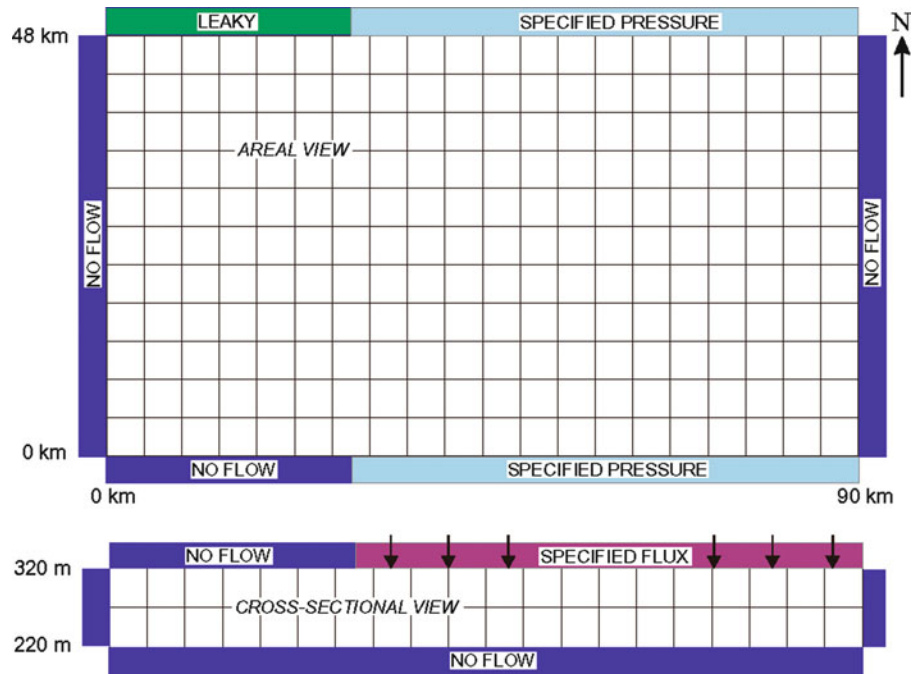 LEAKY
SPECIFIED PRESSURE
N
48 km
AREAL VIEW
NO FLOW
NO FLOW
0 km
NO FLOW
SPECIFIED PRESSURE
0 km
90 km
NO FLOW
SPECIFIED FLUX
320 m
CROSS-SECTIONAL VIEW
220 m
NO FLOW